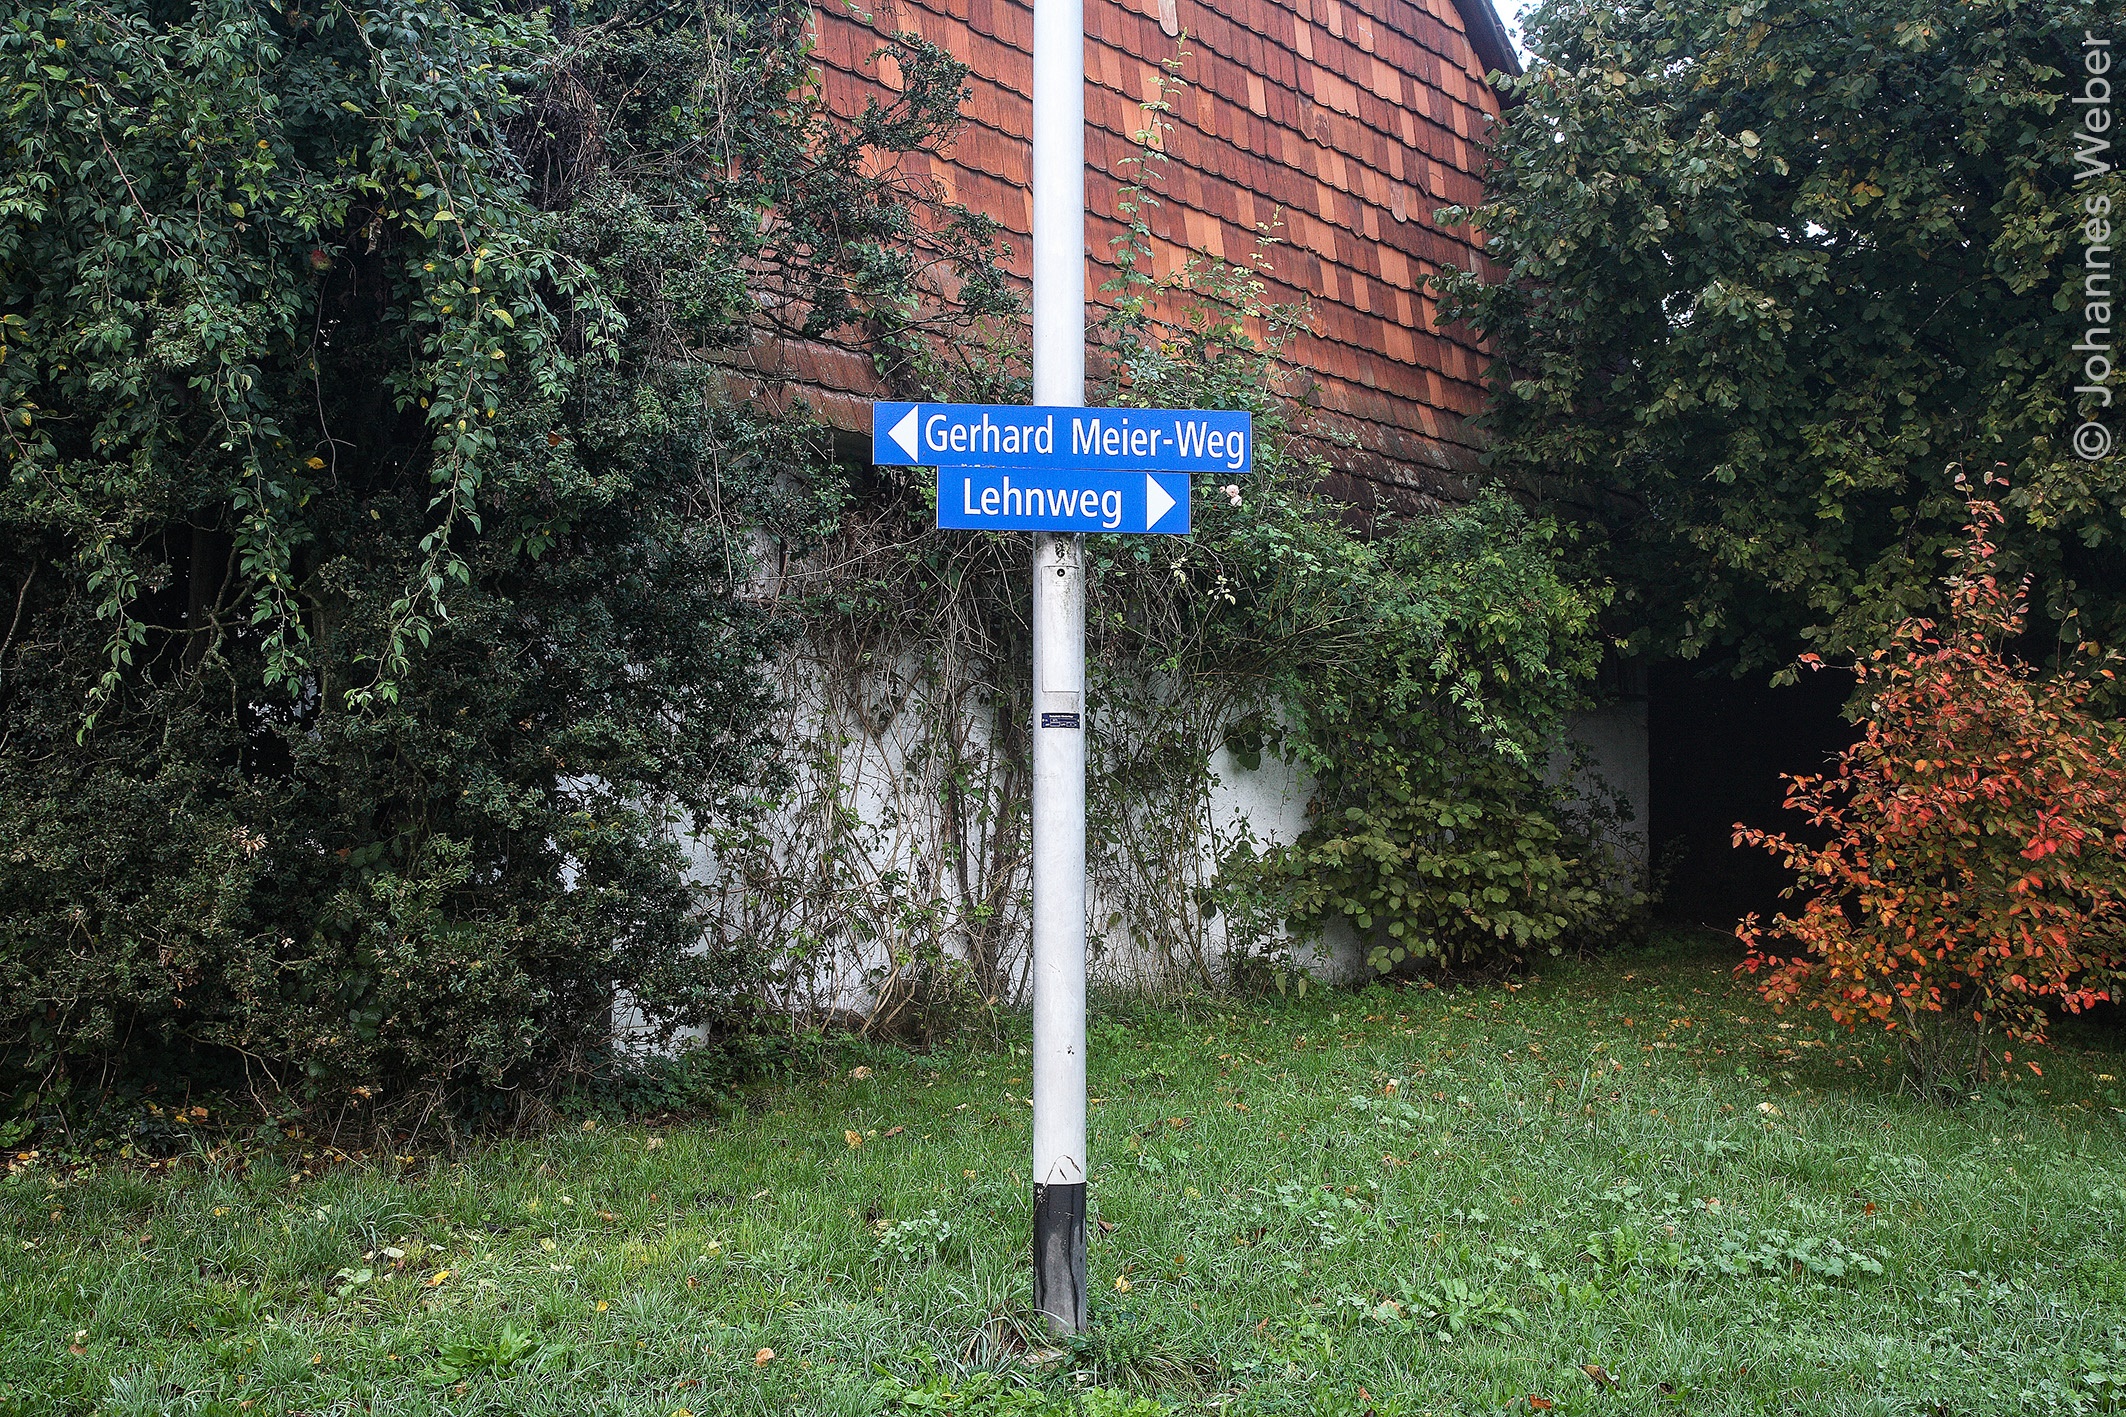 Gerhard Meier-Weg
Lehnweg
© Johannes Weber